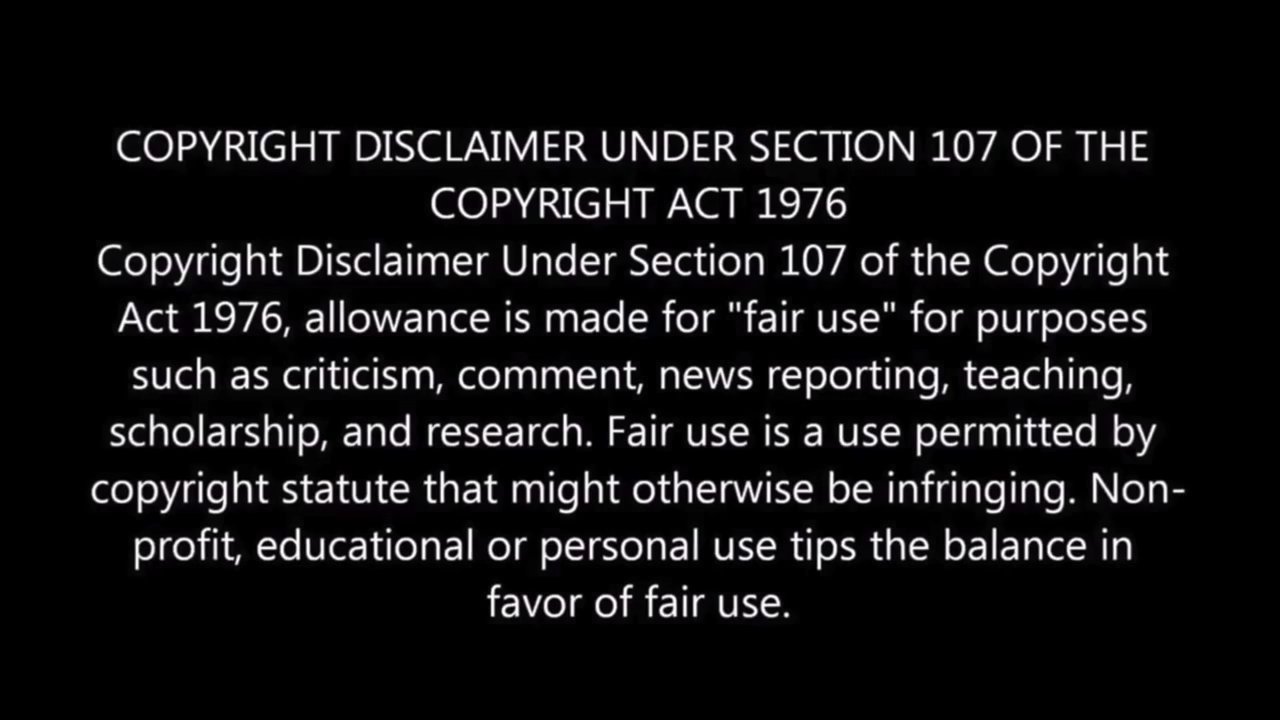 COPYRIGHT DISCLAIMER UNDER SECTION 107 OF THE
COPYRIGHT ACT 1976
Copyright Disclaimer Under Section 107 of the Copyright
Act 1976, allowance is made for "fair use" for purposes
such as criticism, comment, news reporting, teaching,
scholarship, and research. Fair use is a use permitted by
copyright statute that might otherwise be infringing. Non-
profit, educational or personal use tips the balance in
favor of fair use.